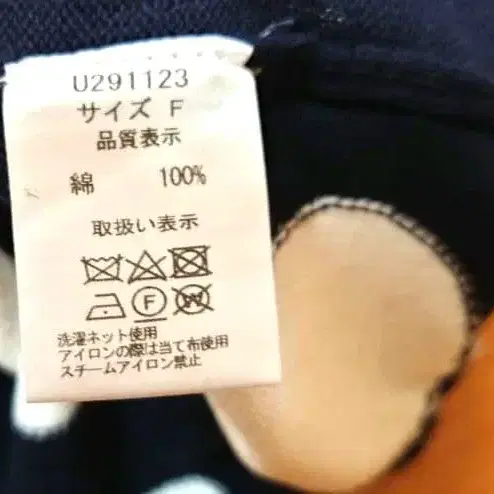 U291123
サイズ F
品質表示
綿 100%
取扱い表示
F W
洗濯ネット使用
アイロンの際は当て布使用
スチームアイロン禁止